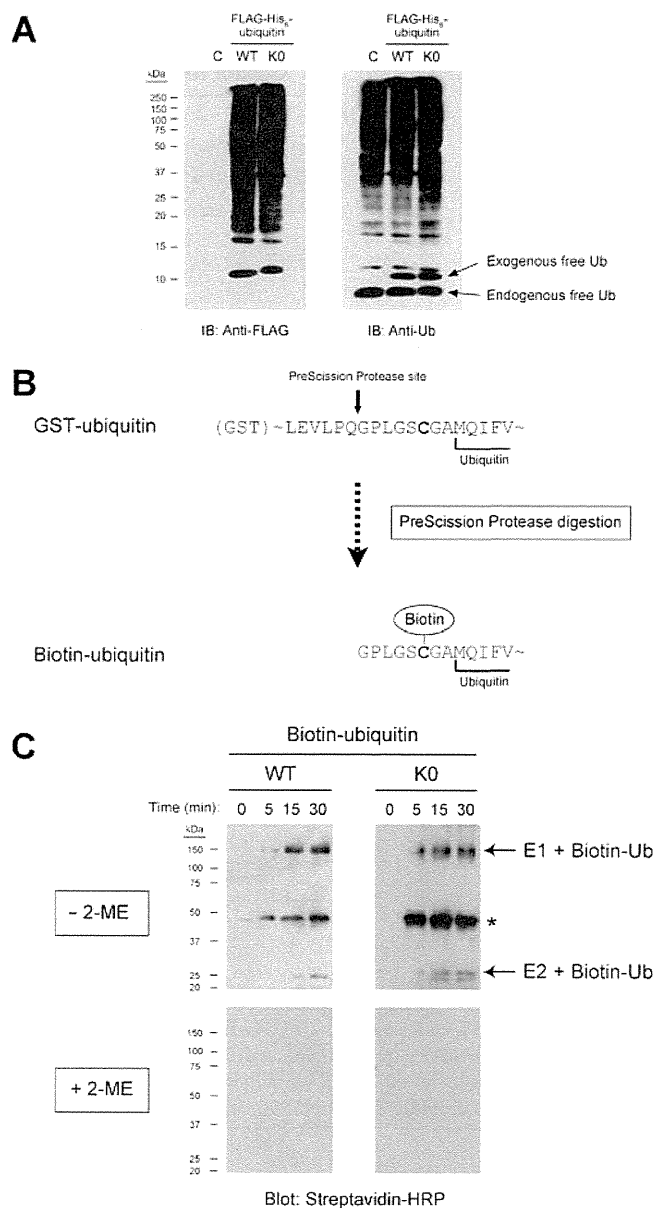 A
FLAG-His6-
ubiquitin
C WT K0
kDa
250
150
100
75
50
37
25
20
15
10
IB: Anti-FLAG
FLAG-His6-
ubiquitin
C WT K0
Exogenous free Ub
Endogenous free Ub
IB: Anti-Ub
B
PreScission Protease site
GST-ubiquitin
(GST)~LEVLPQGPLGSCGAMQIFV~
Ubiquitin
PreScission Protease digestion
Biotin
Biotin-ubiquitin
GPLGSCGAMQIFV~
Ubiquitin
C
Biotin-ubiquitin
WT K0
Time (min): 0 5 15 30 0 5 15 30
kDa
150
100
75
50
37
25
20
- 2-ME
E1 + Biotin-Ub
*
E2 + Biotin-Ub
150
100
75
50
37
25
20
+ 2-ME
Blot: Streptavidin-HRP